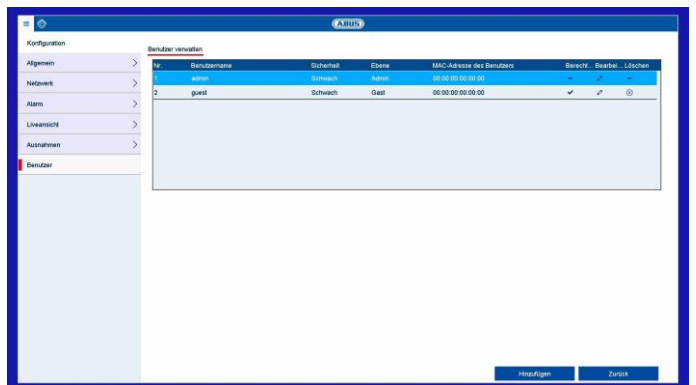 ABUS
Konfiguration
Benutzer verwalten
Allgemein
Netzwerk
Alarm
Liveansicht
Ausnahmen
Benutzer
Nr. Benutzername Sicherheit Ebene MAC-Adresse des Benutzers Berecht... Bearbei... Löschen
1 admin Schwach Admin 00:00:00:00:00:00
2 guest Schwach Gast 00:00:00:00:00:00
Hinzufügen Zurück